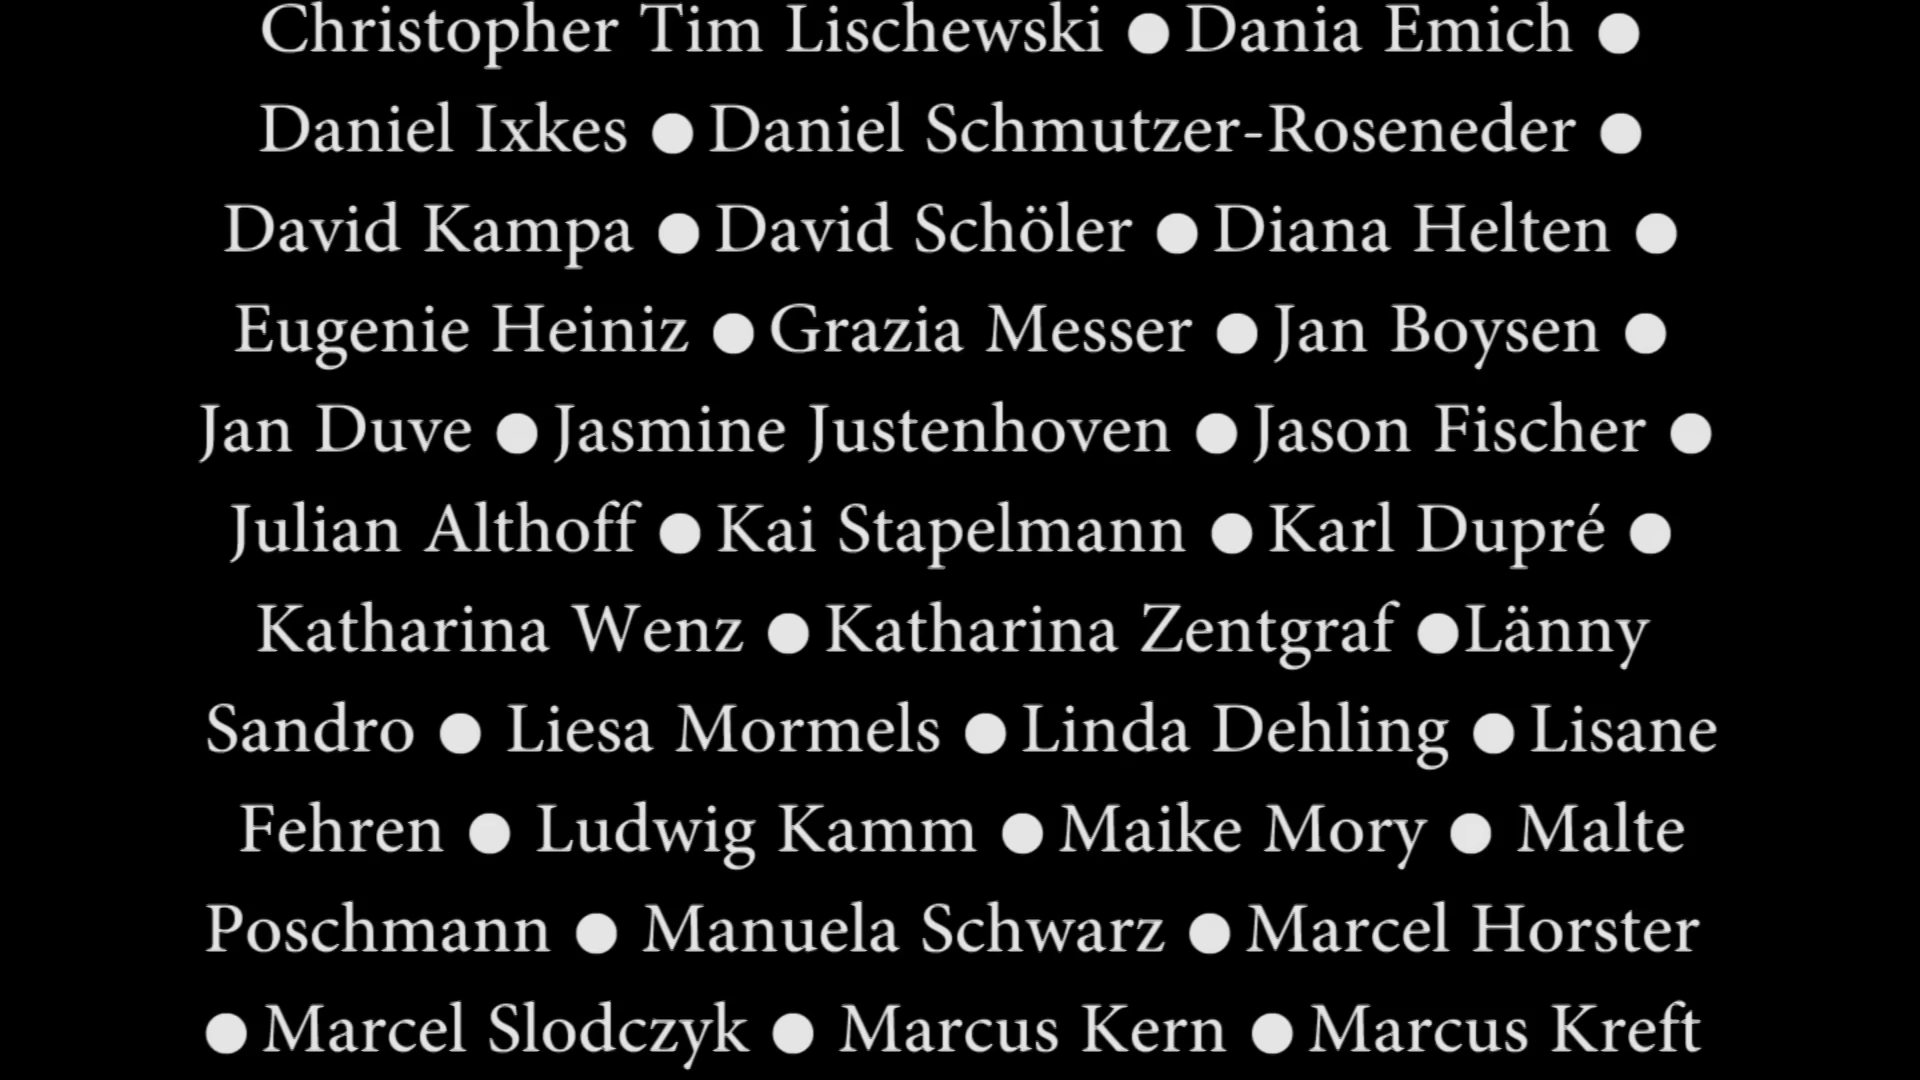 Christopher Tim Lischewski ● Dania Emich ●
Daniel Ixkes ● Daniel Schmutzer-Roseneder ●
David Kampa ● David Schöler ● Diana Helten ●
Eugenie Heiniz ● Grazia Messer ● Jan Boysen ●
Jan Duve ● Jasmine Justenhoven ● Jason Fischer ●
Julian Althoff ● Kai Stapelmann ● Karl Dupré ●
Katharina Wenz ● Katharina Zentgraf ●Länny
Sandro ● Liesa Mormels ● Linda Dehling ● Lisane
Fehren ● Ludwig Kamm ● Maike Mory ● Malte
Poschmann ● Manuela Schwarz ● Marcel Horster
● Marcel Slodczyk ● Marcus Kern ● Marcus Kreft